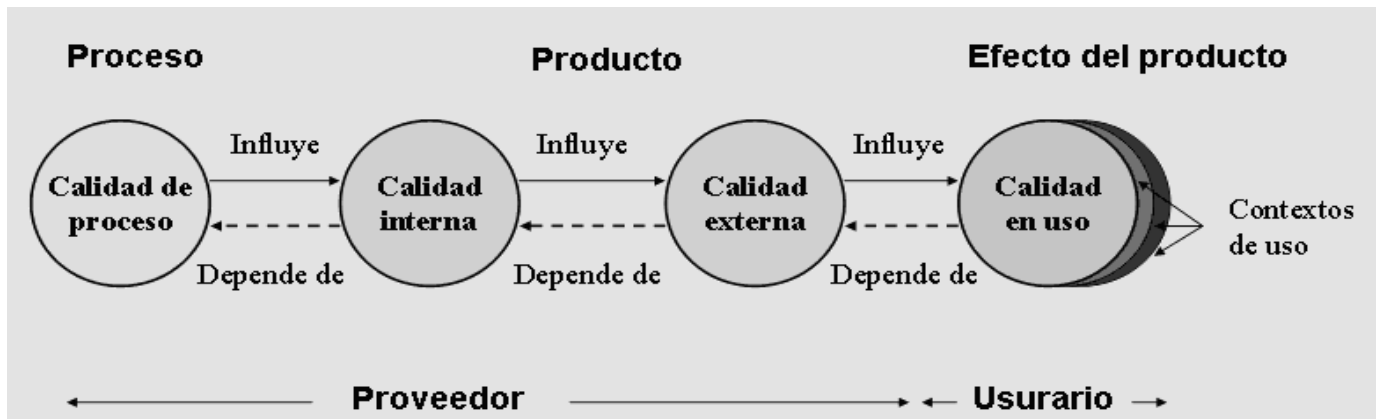 Proceso
Producto
Efecto del producto
Influye
Influye
Influye
Calidad de
proceso
Calidad
interna
Calidad
externa
Calidad
en uso
Contextos
de uso
Depende de
Depende de
Depende de
Proveedor
Usurario